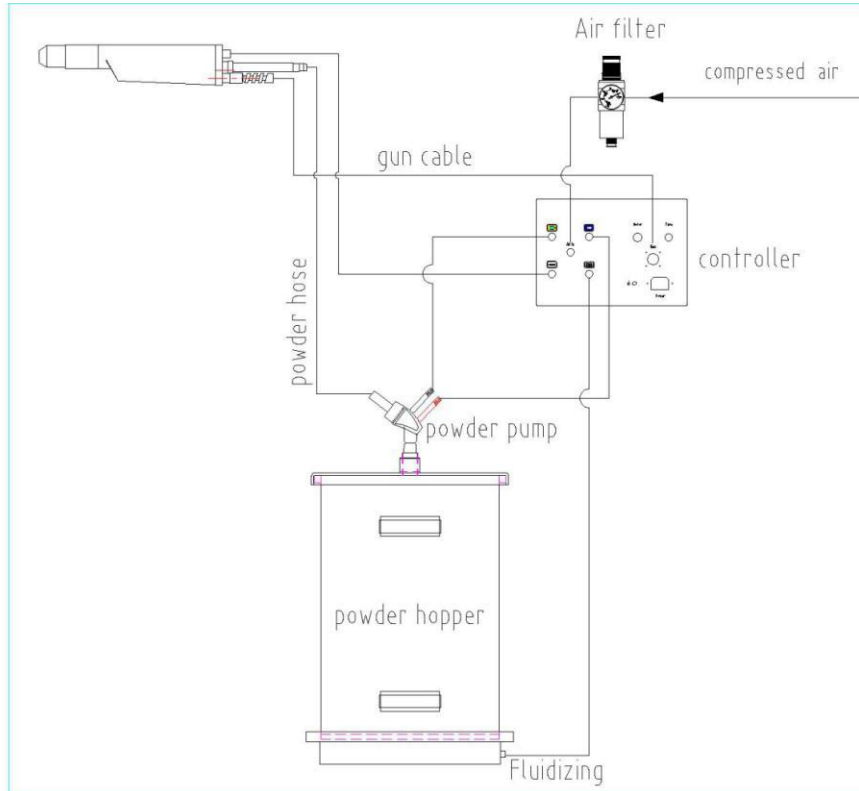 Air filter
compressed air
gun cable
controller
powder hose
powder pump
powder hopper
Fluidizing